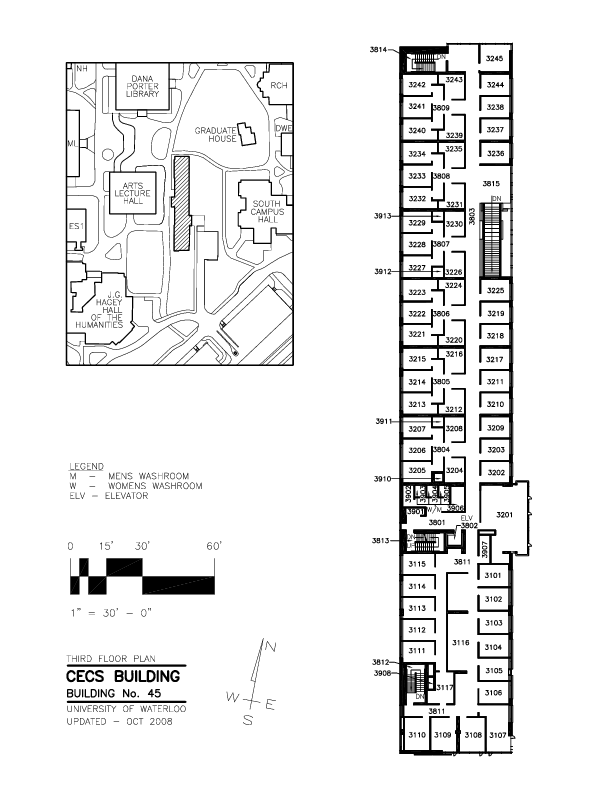 NH
DANA
PORTER
LIBRARY
RCH
GRADUATE
HOUSE
DWE
ML
ARTS
LECTURE
HALL
SOUTH
CAMPUS
HALL
ES1
J.G.
HAGEY
HALL
OF THE
HUMANITIES
LEGEND
M – MENS WASHROOM
W – WOMENS WASHROOM
ELV – ELEVATOR
0 15' 30' 60'
1" = 30' – 0"
THIRD FLOOR PLAN
CECS BUILDING
BUILDING No. 45
UNIVERSITY OF WATERLOO
UPDATED – OCT 2008
N
W E
S
3814 DN 3245
3242 3243 3244
3241 3809 3238
3240 3239 3237
3234 3235 3236
3233 3808 3815
3232 3231 DN
3913 3803
3229 3230
3228 3807
3912 3227 3226
3223 3224 3225
3222 3806 3219
3221 3220 3218
3215 3216 3217
3214 3805 3211
3213 3212 3210
3911
3207 3208 3209
3206 3804 3203
3205 3204 3202
3910
3902 3903 3904 3905
3901 W/M 3906
3201
ELV
3801 3802
3813 DN
UP
3907
3115 3811 3101
3114 3102
3113 3103
3112 3116 3104
3111
3812 3105
3908 3117 3106
DN
3811
3110 3109 3108 3107